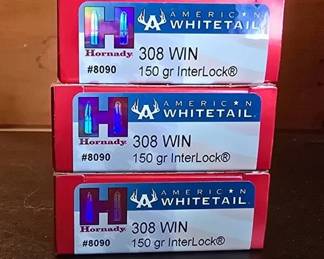 H
Hornady.
#8090
AMERICAN
WHITETAIL
308 WIN
150 gr InterLock®
H
Hornady.
#8090
AMERICAN
WHITETAIL
308 WIN
150 gr InterLock®
H
Hornady.
#8090
AMERICAN
WHITETAIL
308 WIN
150 gr InterLock®